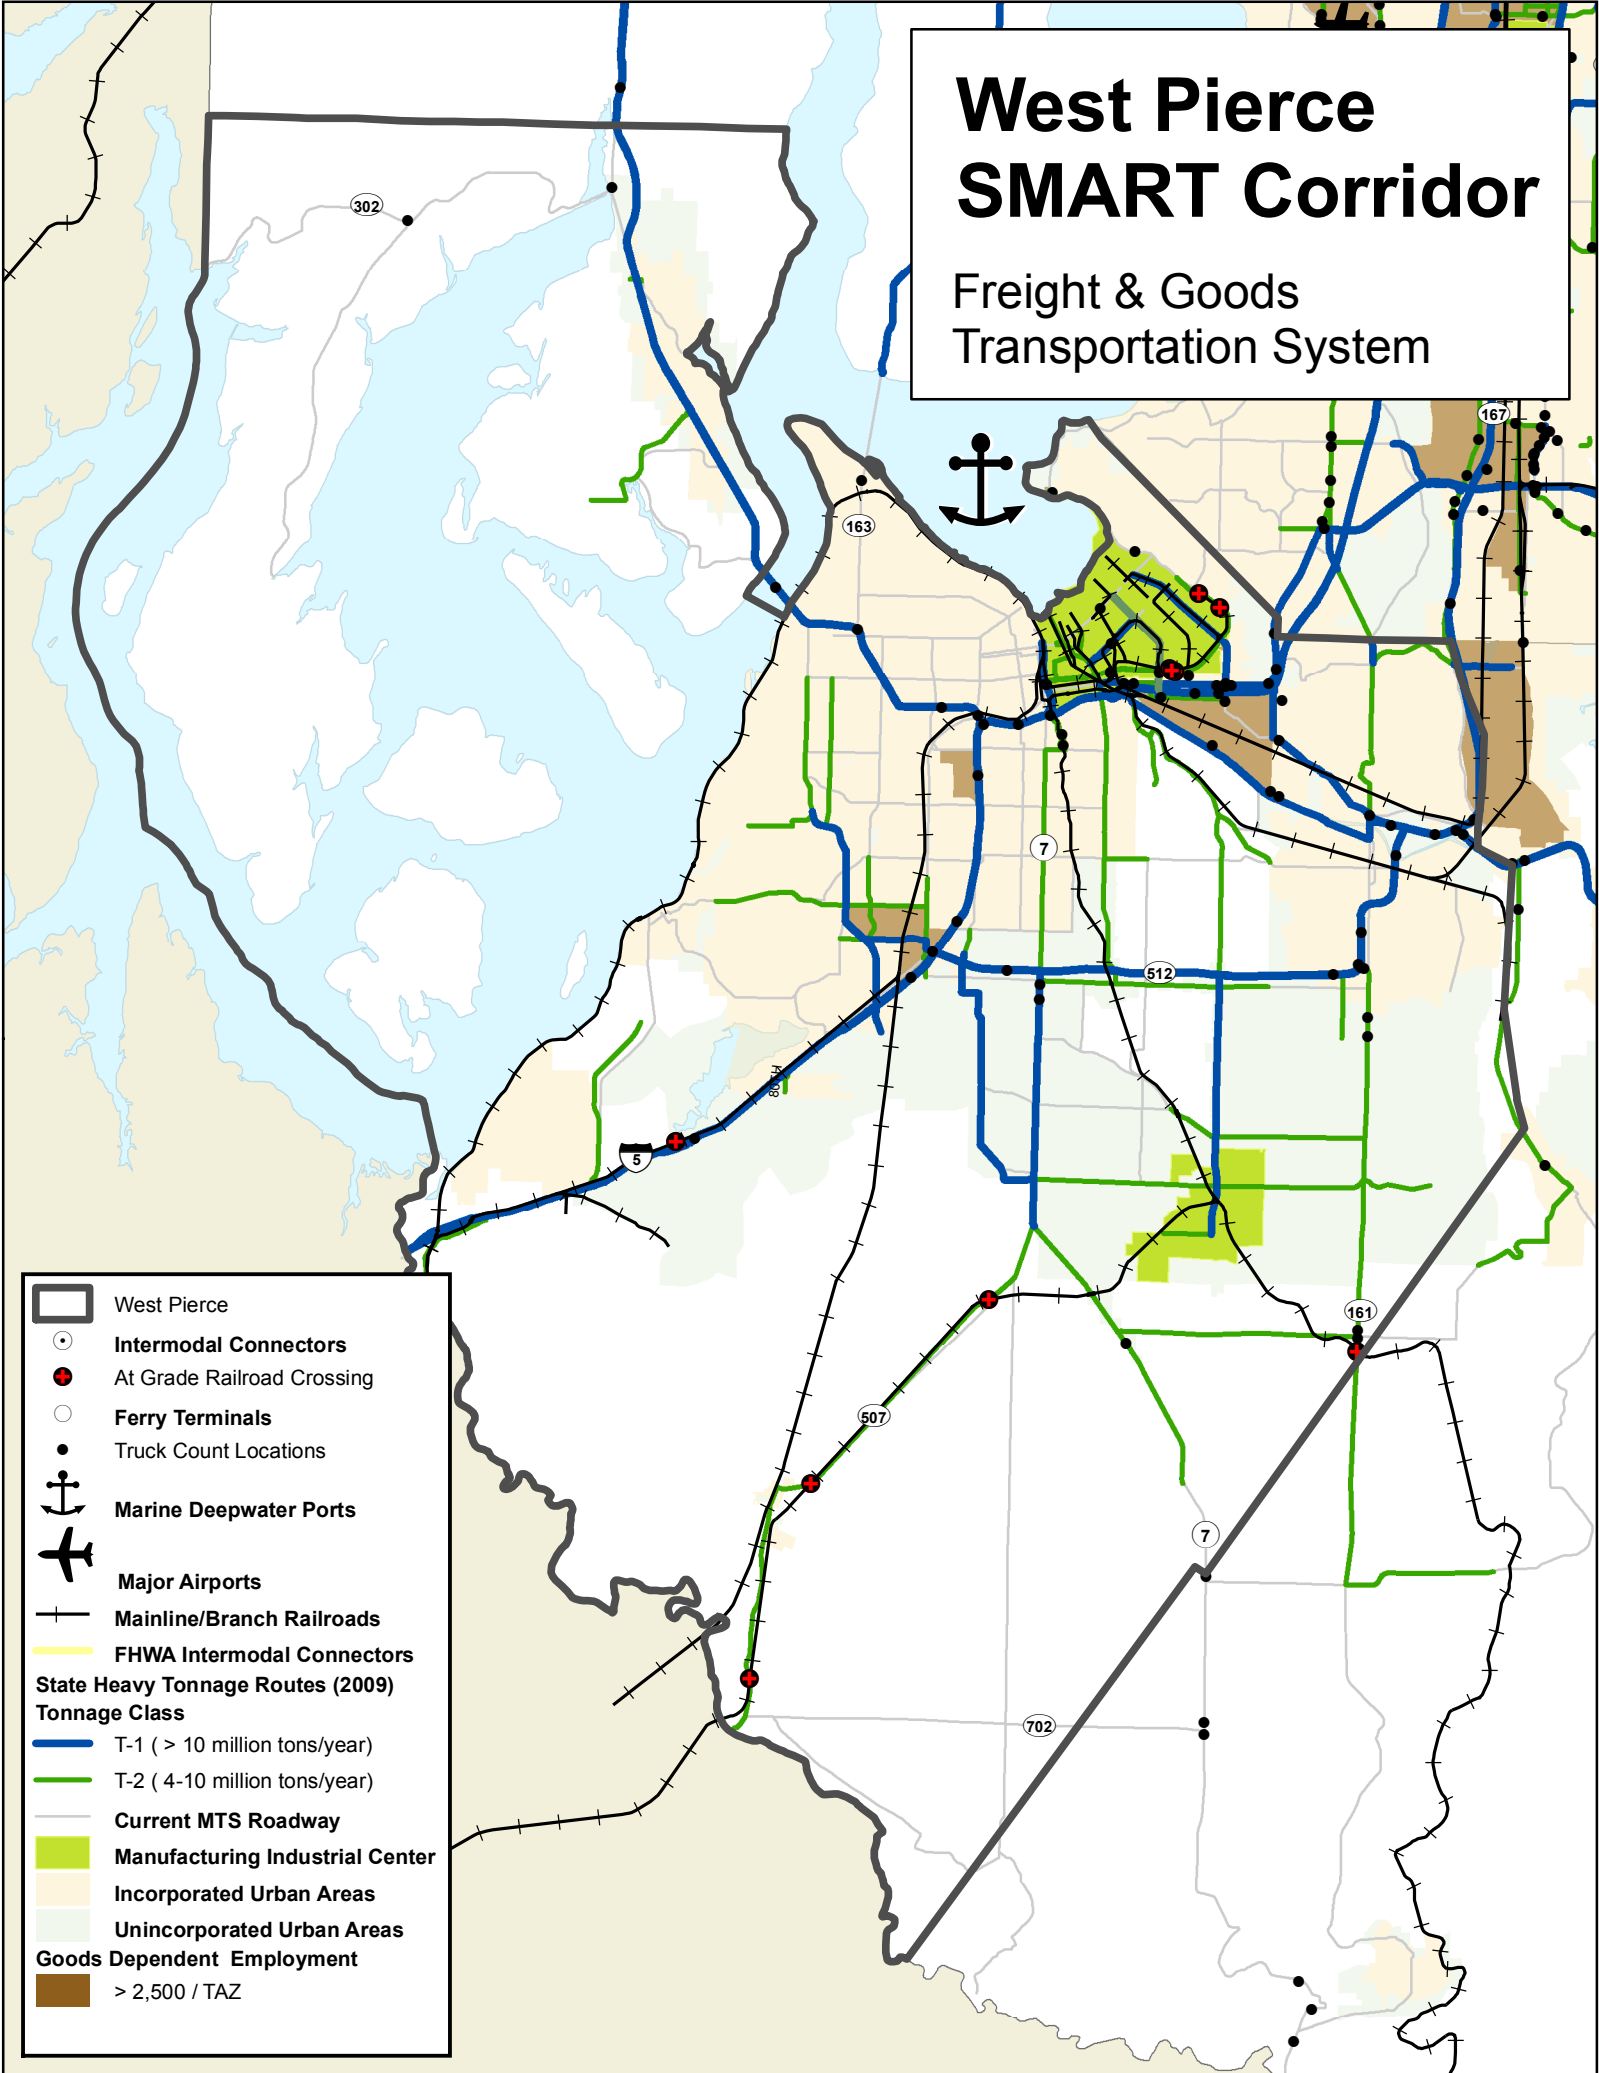 West Pierce
SMART Corridor
Freight & Goods
Transportation System
302
167
163
7
512
5
161
507
7
702
West Pierce
Intermodal Connectors
At Grade Railroad Crossing
Ferry Terminals
Truck Count Locations
Marine Deepwater Ports
Major Airports
Mainline/Branch Railroads
FHWA Intermodal Connectors
State Heavy Tonnage Routes (2009)
Tonnage Class
T-1 ( > 10 million tons/year)
T-2 ( 4-10 million tons/year)
Current MTS Roadway
Manufacturing Industrial Center
Incorporated Urban Areas
Unincorporated Urban Areas
Goods Dependent Employment
> 2,500 / TAZ